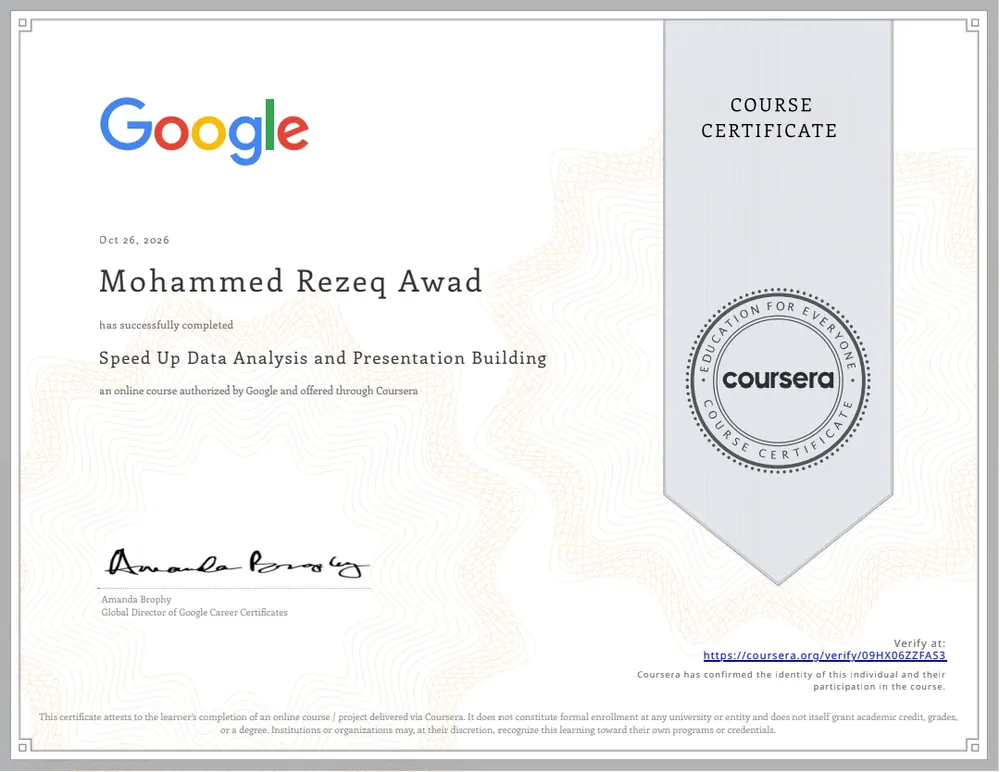 Google
COURSE
CERTIFICATE
Oct 26, 2026
Mohammed Rezeq Awad
has successfully completed
Speed Up Data Analysis and Presentation Building
an online course authorized by Google and offered through Coursera
EDUCATION FOR EVERYONE
coursera
COURSE CERTIFICATE
Amanda Brophy
Amanda Brophy
Global Director of Google Career Certificates
Verify at:
https://coursera.org/verify/09HX06ZZFAS3
Coursera has confirmed the identity of this individual and their
participation in the course.
This certificate attests to the learner's completion of an online course / project delivered via Coursera. It does not constitute formal enrollment at any university or entity and does not itself grant academic credit, grades,
or a degree. Institutions or organizations may, at their discretion, recognize this learning toward their own programs or credentials.